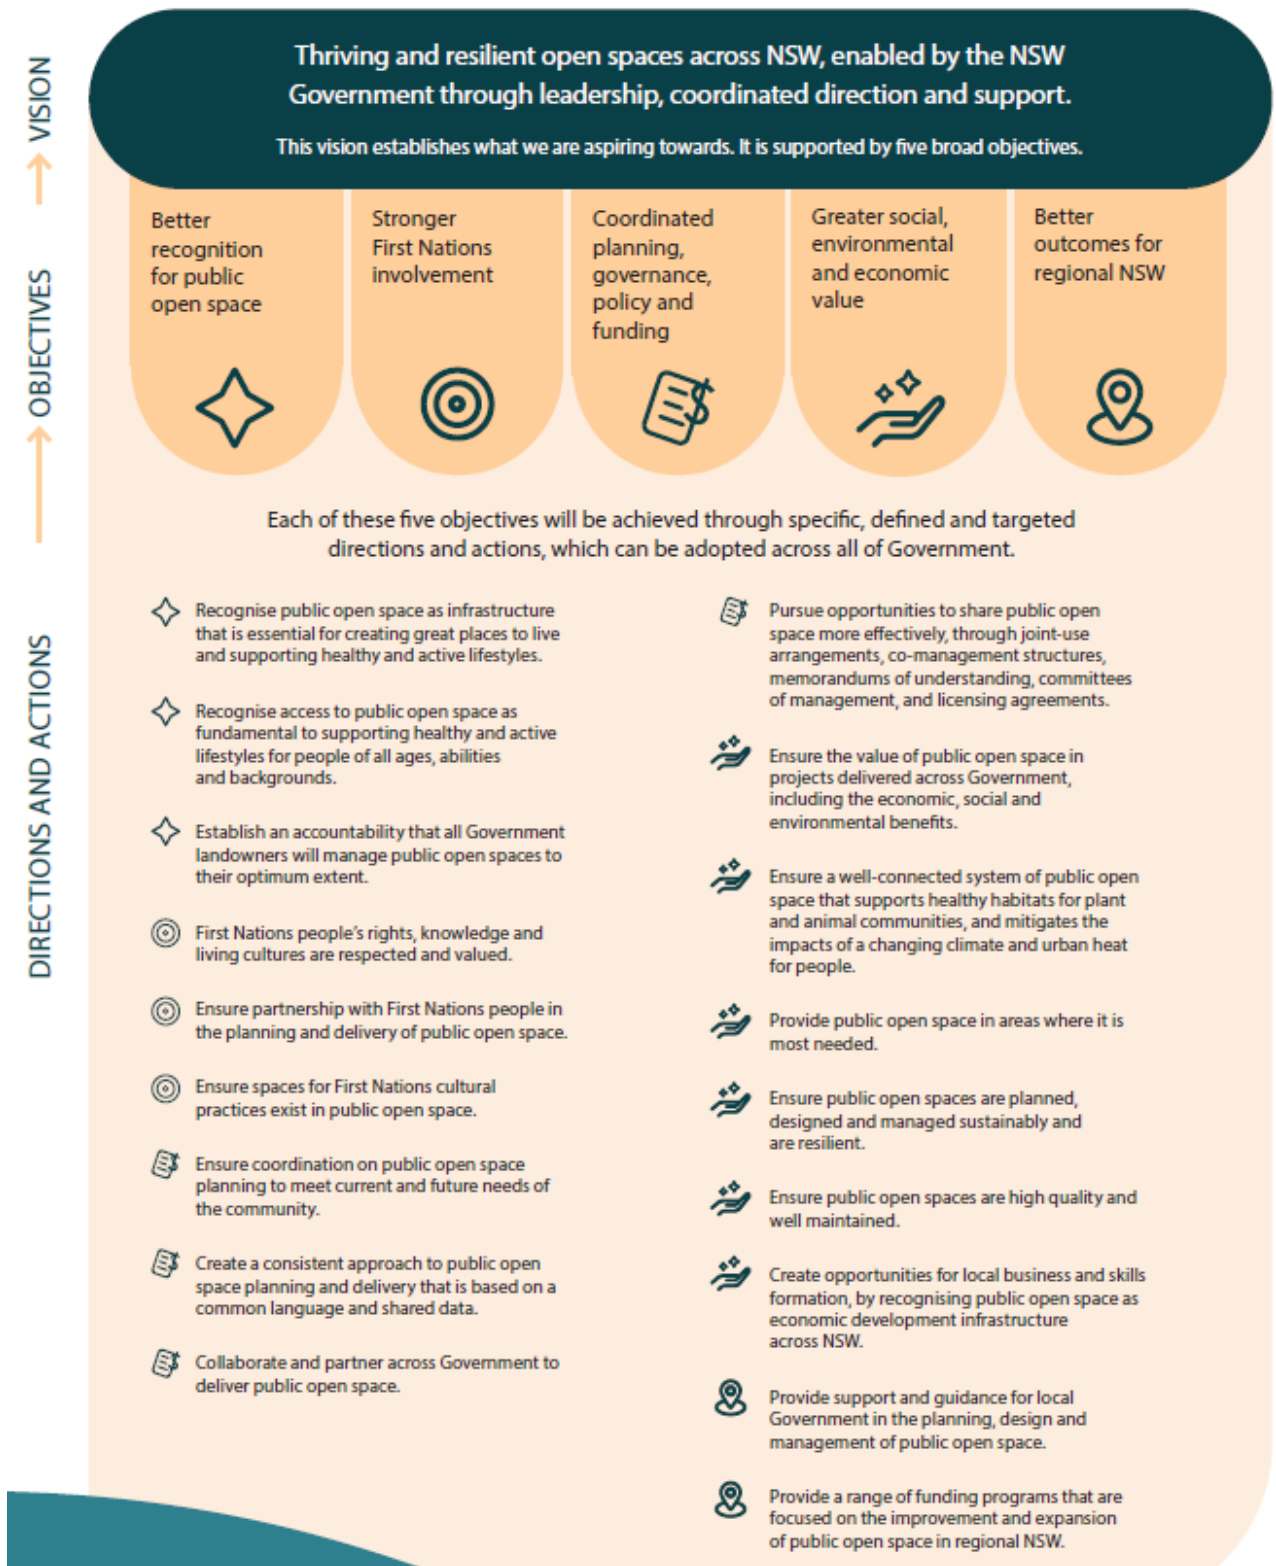 VISION
Thriving and resilient open spaces across NSW, enabled by the NSW
Government through leadership, coordinated direction and support.
This vision establishes what we are aspiring towards. It is supported by five broad objectives.
OBJECTIVES
Better
recognition
for public
open space
Stronger
First Nations
involvement
Coordinated
planning,
governance,
policy and
funding
Greater social,
environmental
and economic
value
Better
outcomes for
regional NSW
Each of these five objectives will be achieved through specific, defined and targeted
directions and actions, which can be adopted across all of Government.
DIRECTIONS AND ACTIONS
Recognise public open space as infrastructure
that is essential for creating great places to live
and supporting healthy and active lifestyles.
Recognise access to public open space as
fundamental to supporting healthy and active
lifestyles for people of all ages, abilities
and backgrounds.
Establish an accountability that all Government
landowners will manage public open spaces to
their optimum extent.
First Nations people's rights, knowledge and
living cultures are respected and valued.
Ensure partnership with First Nations people in
the planning and delivery of public open space.
Ensure spaces for First Nations cultural
practices exist in public open space.
Ensure coordination on public open space
planning to meet current and future needs of
the community.
Create a consistent approach to public open
space planning and delivery that is based on a
common language and shared data.
Collaborate and partner across Government to
deliver public open space.
Pursue opportunities to share public open
space more effectively, through joint-use
arrangements, co-management structures,
memorandums of understanding, committees
of management, and licensing agreements.
Ensure the value of public open space in
projects delivered across Government,
including the economic, social and
environmental benefits.
Ensure a well-connected system of public open
space that supports healthy habitats for plant
and animal communities, and mitigates the
impacts of a changing climate and urban heat
for people.
Provide public open space in areas where it is
most needed.
Ensure public open spaces are planned,
designed and managed sustainably and
are resilient.
Ensure public open spaces are high quality and
well maintained.
Create opportunities for local business and skills
formation, by recognising public open space as
economic development infrastructure
across NSW.
Provide support and guidance for local
Government in the planning, design and
management of public open space.
Provide a range of funding programs that are
focused on the improvement and expansion
of public open space in regional NSW.